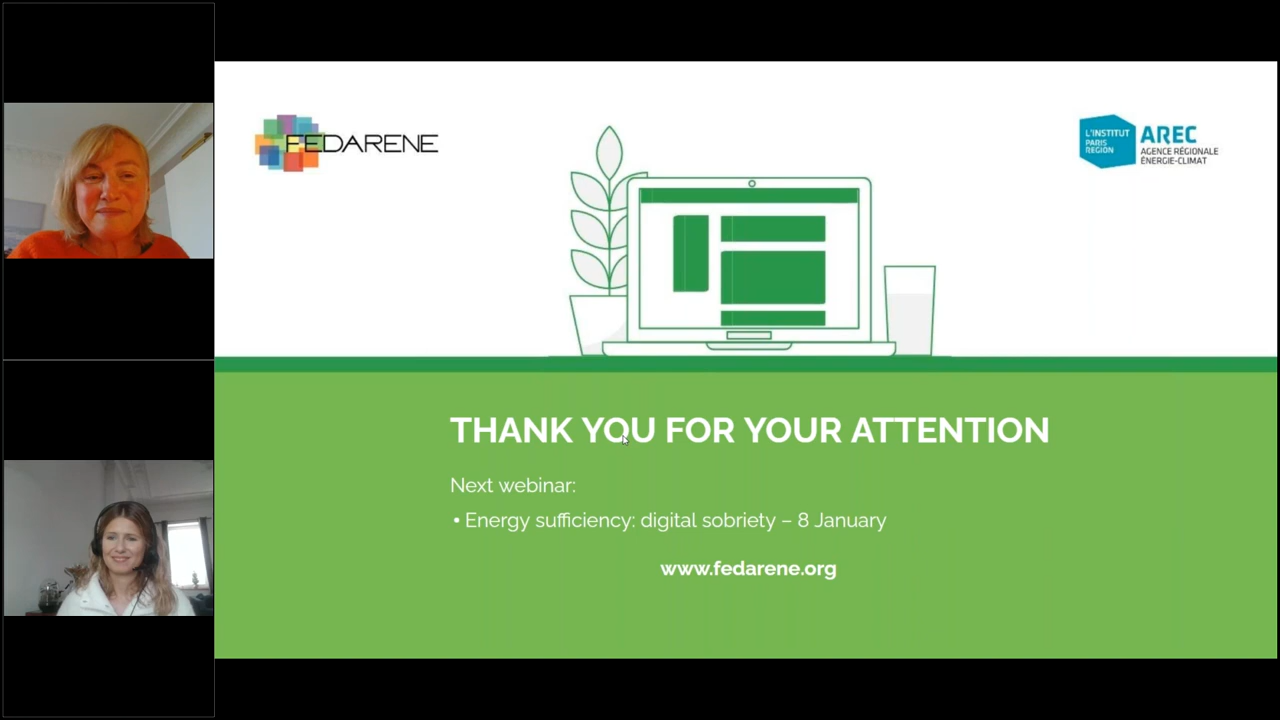 FEDARENE
L'INSTITUT
PARIS
REGION
AREC
AGENCE RÉGIONALE
ÉNERGIE-CLIMAT
THANK YOU FOR YOUR ATTENTION
Next webinar:
• Energy sufficiency: digital sobriety – 8 January
www.fedarene.org